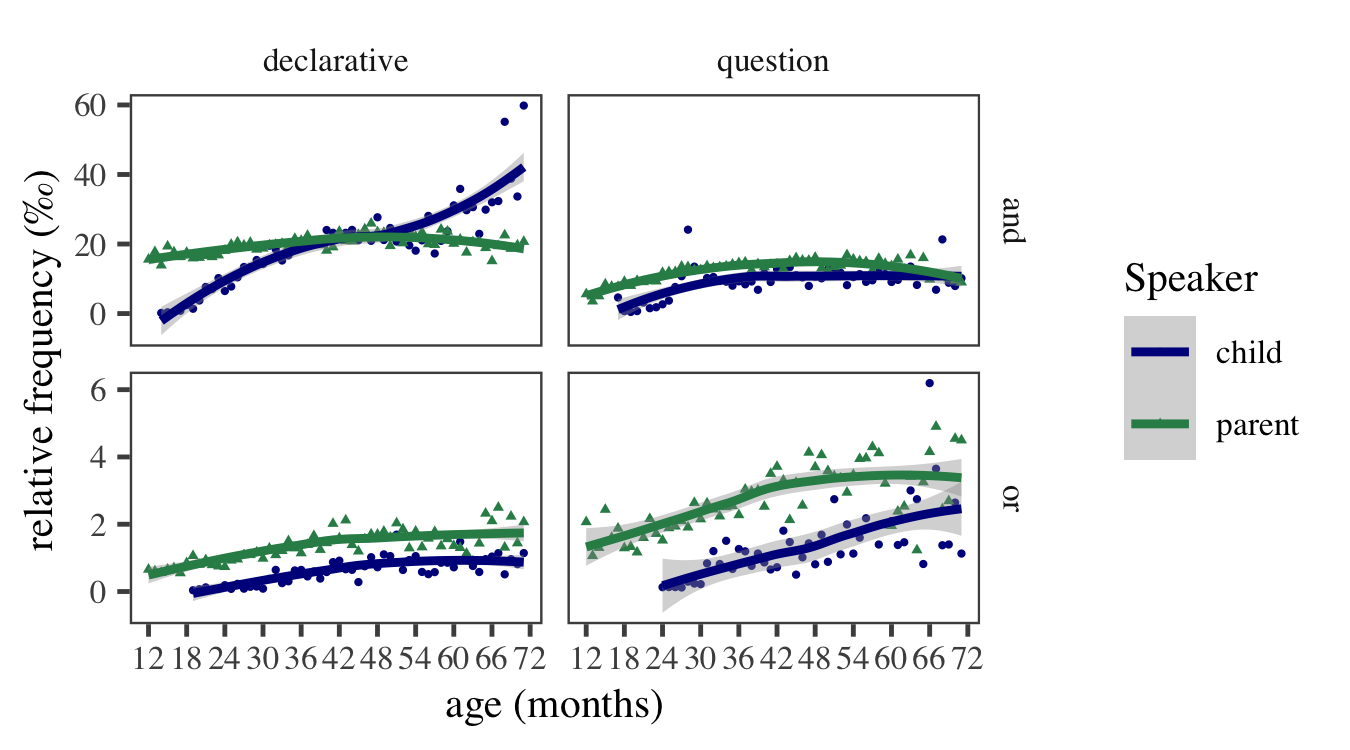 declarative
question
60
40
20
0
and
6
4
2
0
or
12 18 24 30 36 42 48 54 60 66 72
12 18 24 30 36 42 48 54 60 66 72
age (months)
relative frequency (‰)
Speaker
child
parent